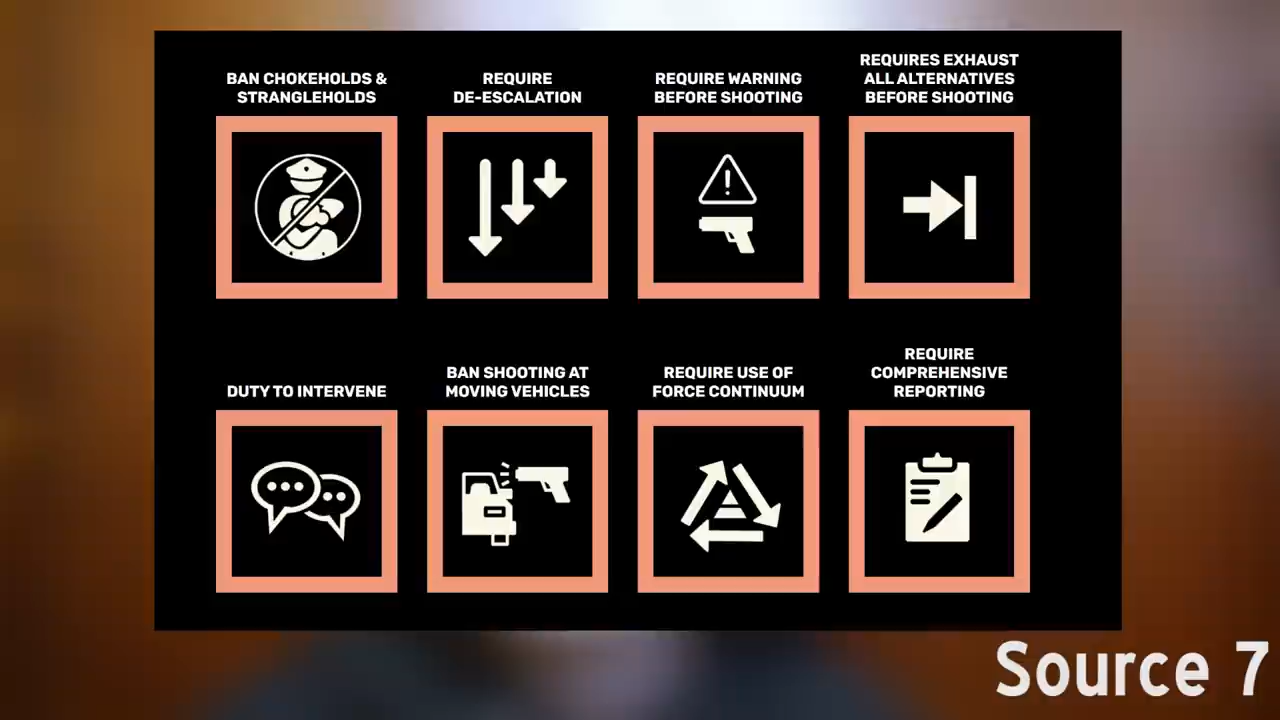 BAN CHOKEHOLDS &
STRANGLEHOLDS
REQUIRE
DE-ESCALATION
REQUIRE WARNING
BEFORE SHOOTING
REQUIRES EXHAUST
ALL ALTERNATIVES
BEFORE SHOOTING
DUTY TO INTERVENE
BAN SHOOTING AT
MOVING VEHICLES
REQUIRE USE OF
FORCE CONTINUUM
REQUIRE
COMPREHENSIVE
REPORTING
Source 7